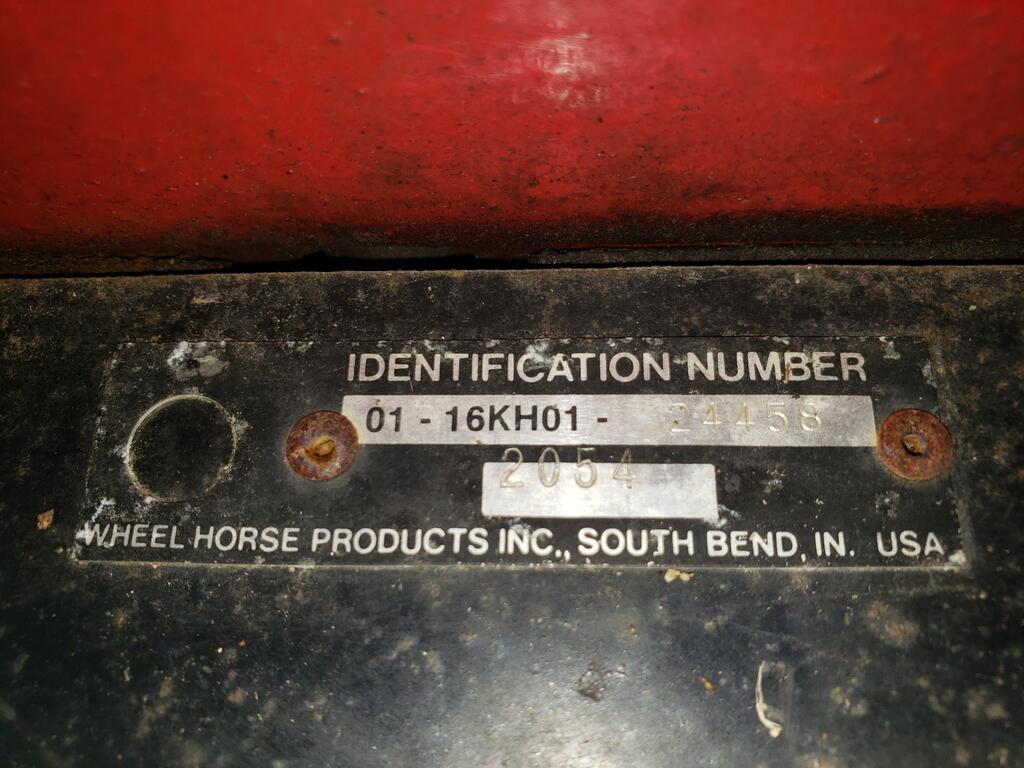 IDENTIFICATION NUMBER
01 - 16KH01 - 24458
2054
WHEEL HORSE PRODUCTS INC., SOUTH BEND, IN. USA